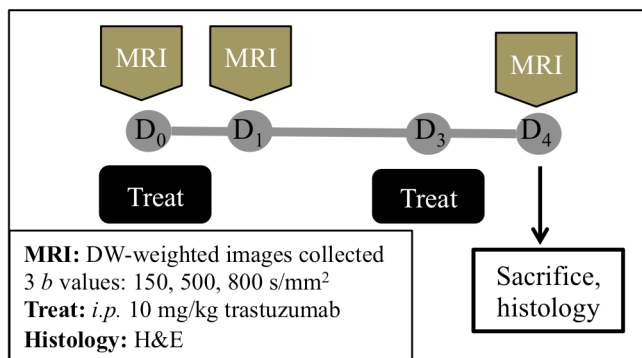 MRI MRI MRI
D₀ D₁ D₃ D₄
Treat Treat
MRI: DW-weighted images collected
3 b values: 150, 500, 800 s/mm²
Treat: i.p. 10 mg/kg trastuzumab
Histology: H&E
Sacrifice,
histology